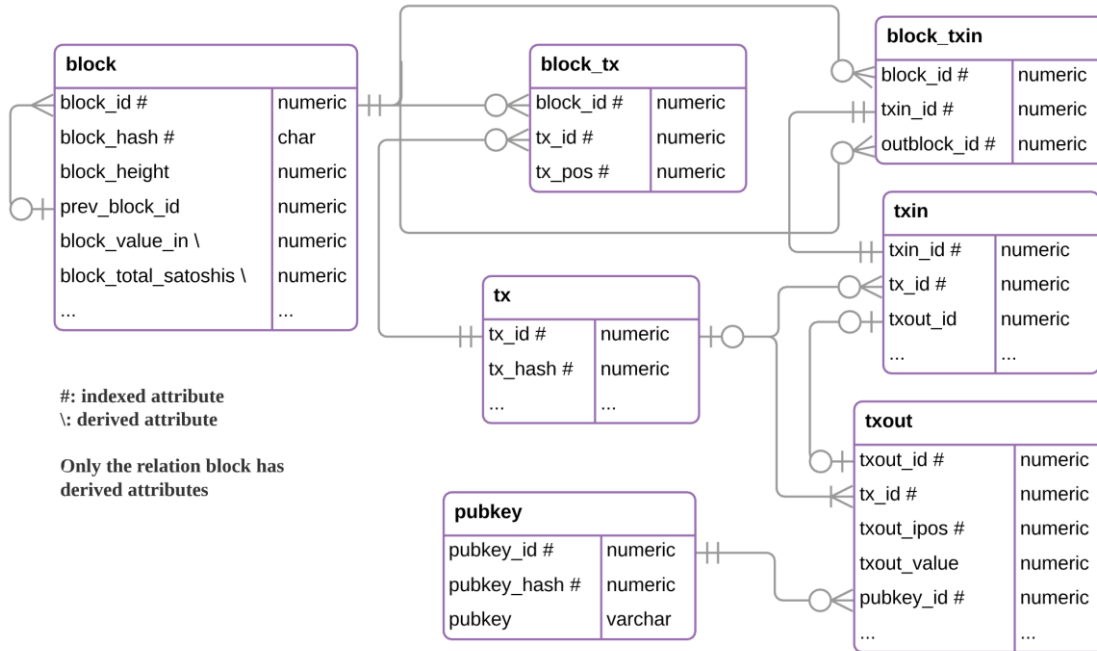 block
block_id # numeric
block_hash # char
block_height numeric
prev_block_id numeric
block_value_in \ numeric
block_total_satoshis \ numeric
... ...
block_tx
block_id # numeric
tx_id # numeric
tx_pos # numeric
block_txin
block_id # numeric
txin_id # numeric
outblock_id # numeric
txin
txin_id # numeric
tx_id # numeric
txout_id numeric
... ...
tx
tx_id # numeric
tx_hash # numeric
... ...
#: indexed attribute
\: derived attribute
Only the relation block has
derived attributes
pubkey
pubkey_id # numeric
pubkey_hash # numeric
pubkey varchar
txout
txout_id # numeric
tx_id # numeric
txout_ipos # numeric
txout_value numeric
pubkey_id # numeric
... ...